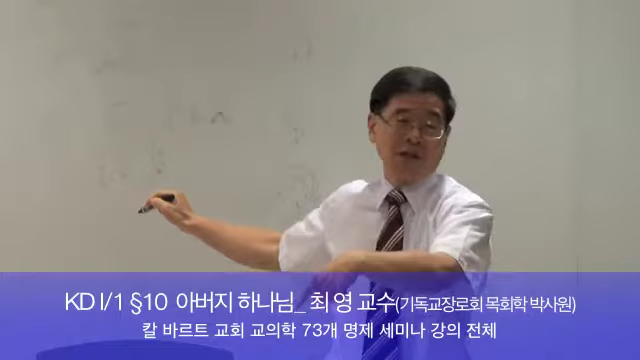 KD I/1 §10 아버지 하나님_ 최 영 교수(기독교장로회 목회학 박사원)
칼 바르트 교회 교의학 73개 명제 세미나 강의 전체